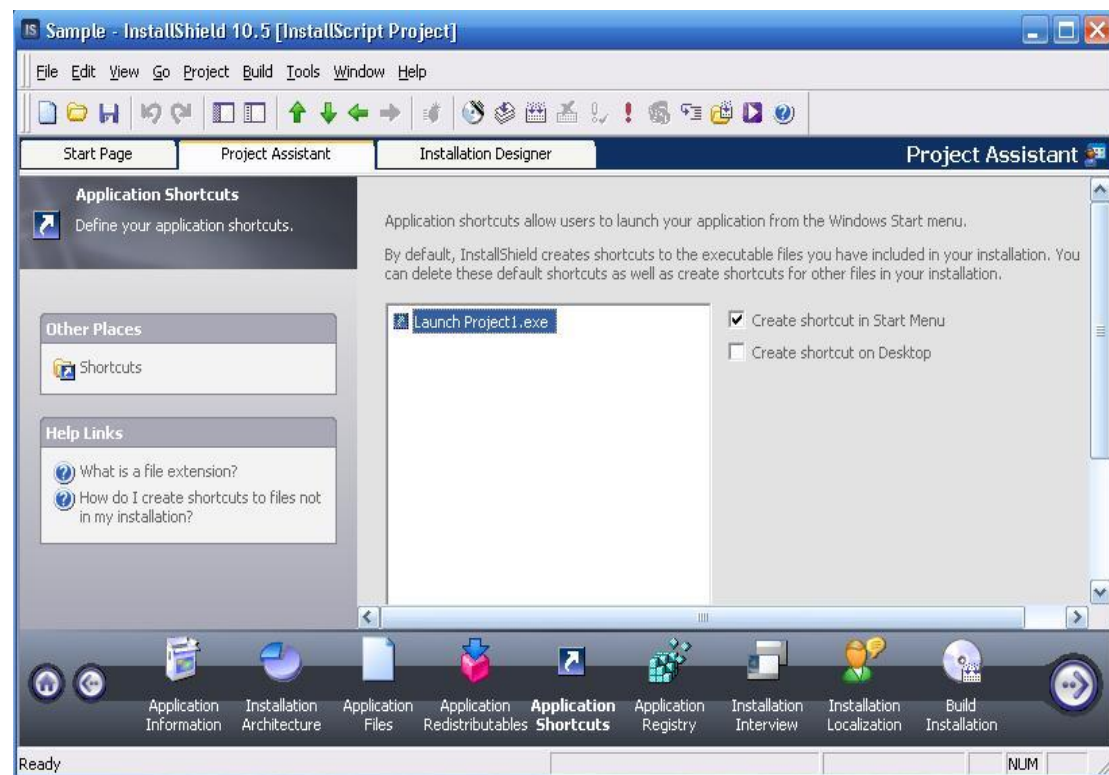 Sample - InstallShield 10.5 [InstallScript Project]
File Edit View Go Project Build Tools Window Help
Start Page Project Assistant Installation Designer Project Assistant
Application Shortcuts
Define your application shortcuts.
Other Places
Shortcuts
Help Links
What is a file extension?
How do I create shortcuts to files not
in my installation?
Application shortcuts allow users to launch your application from the Windows Start menu.
By default, InstallShield creates shortcuts to the executable files you have included in your installation. You
can delete these default shortcuts as well as create shortcuts for other files in your installation.
Launch Project1.exe
Create shortcut in Start Menu
Create shortcut on Desktop
Application
Information
Installation
Architecture
Application
Files
Application
Redistributables
Application
Shortcuts
Application
Registry
Installation
Interview
Installation
Localization
Build
Installation
Ready
NUM